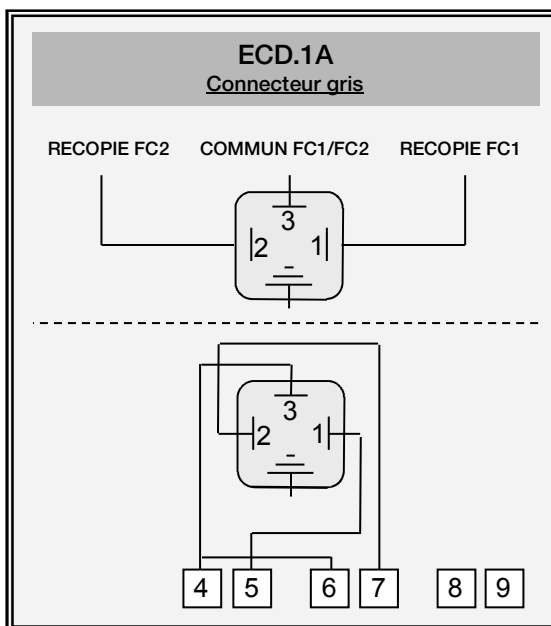 ECD.1A
Connecteur gris
RECOPIE FC2 COMMUN FC1/FC2 RECOPIE FC1
3
2 1
3
2 1
4 5 6 7 8 9